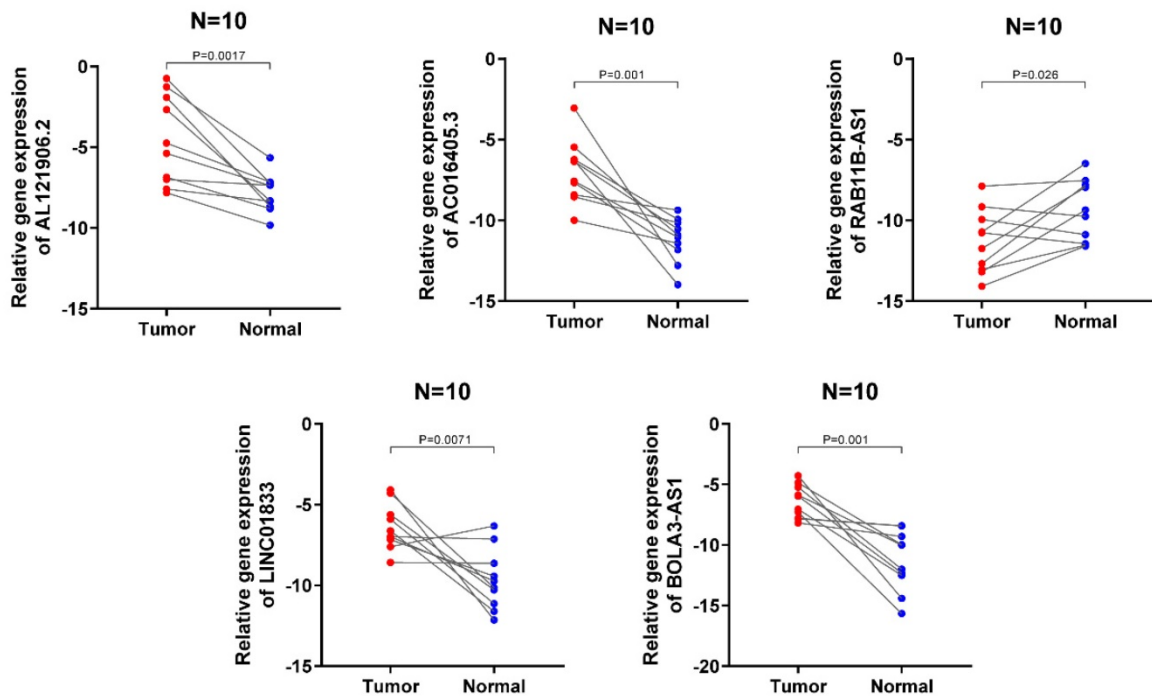 N=10
P=0.0017
0
-5
-10
-15
Relative gene expression
of AL121906.2
Tumor
Normal
N=10
P=0.001
0
-5
-10
-15
Relative gene expression
of AC016405.3
Tumor
Normal
N=10
P=0.026
0
-5
-10
-15
Relative gene expression
of RAB11B-AS1
Tumor
Normal
N=10
P=0.0071
0
-5
-10
-15
Relative gene expression
of LINC01833
Tumor
Normal
N=10
P=0.001
0
-5
-10
-15
-20
Relative gene expression
of BOLA3-AS1
Tumor
Normal